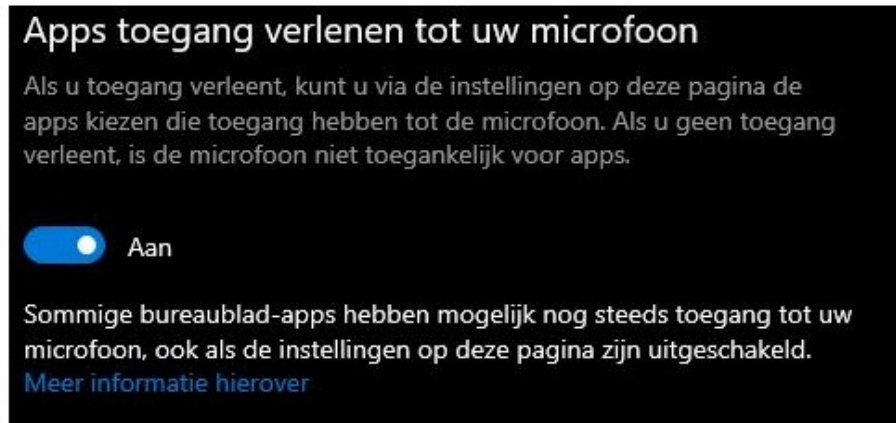 Apps toegang verlenen tot uw microfoon
Als u toegang verleent, kunt u via de instellingen op deze pagina de
apps kiezen die toegang hebben tot de microfoon. Als u geen toegang
verleent, is de microfoon niet toegankelijk voor apps.
Aan
Sommige bureaublad-apps hebben mogelijk nog steeds toegang tot uw
microfoon, ook als de instellingen op deze pagina zijn uitgeschakeld.
Meer informatie hierover